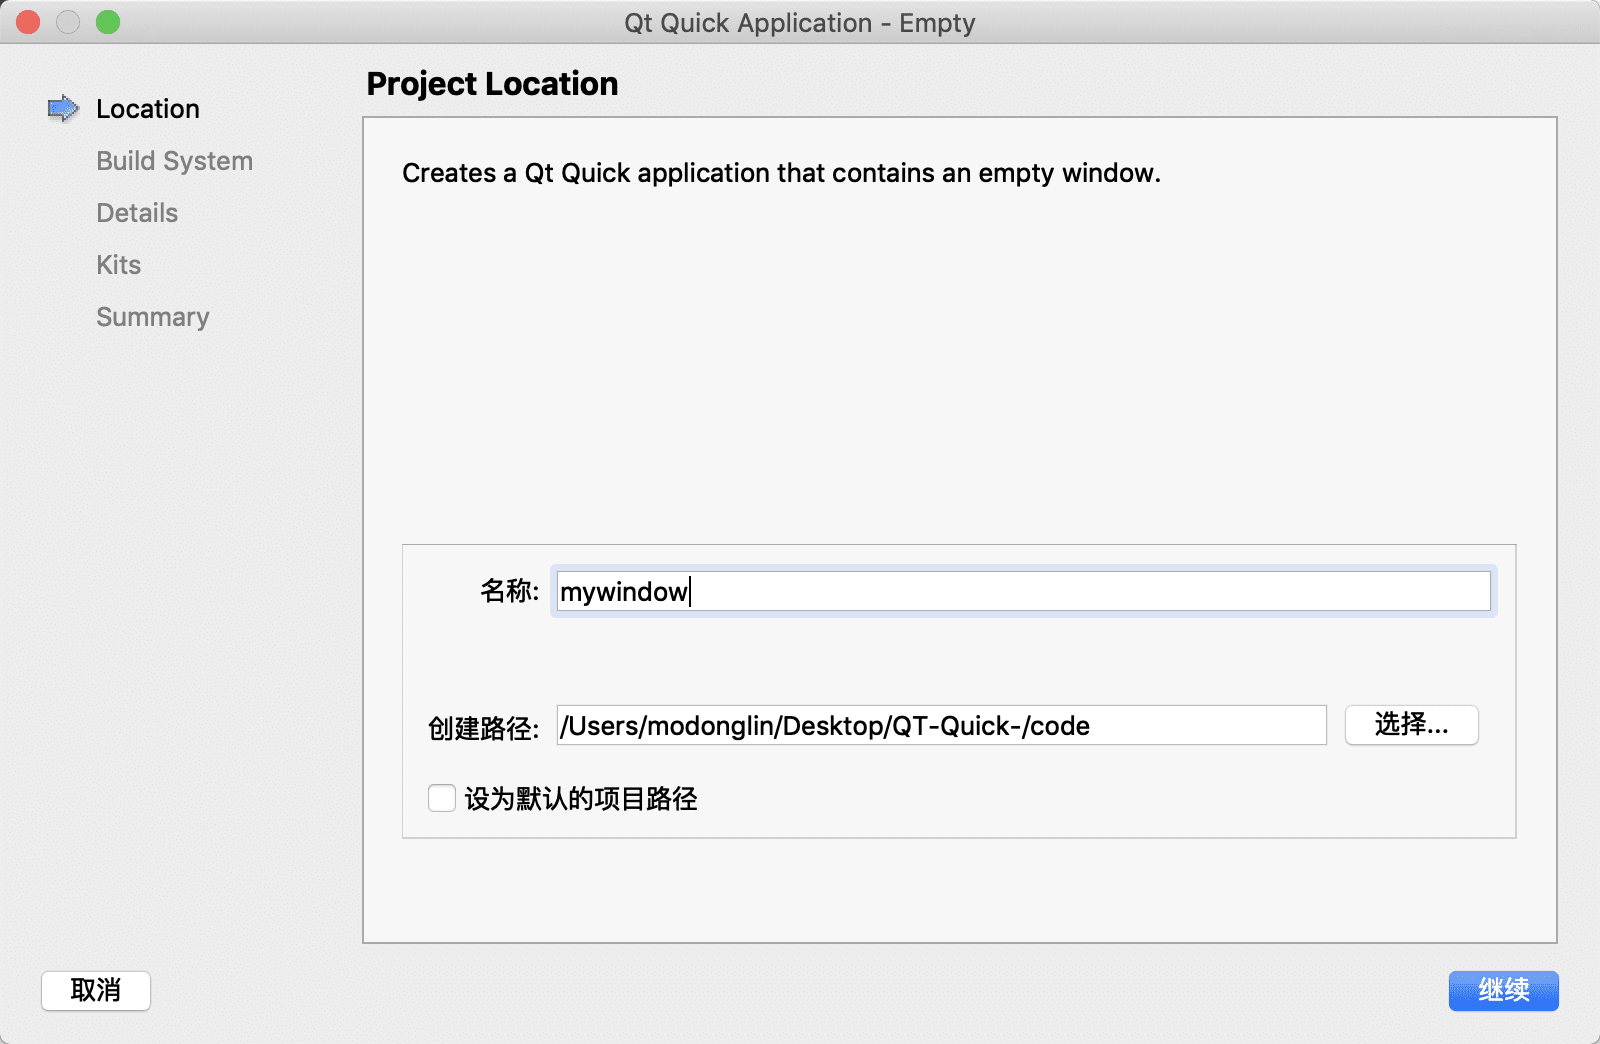 Qt Quick Application - Empty
Location
Build System
Details
Kits
Summary
Project Location
Creates a Qt Quick application that contains an empty window.
名称: mywindow
创建路径: /Users/modonglin/Desktop/QT-Quick-/code 选择...
设为默认的项目路径
取消
继续